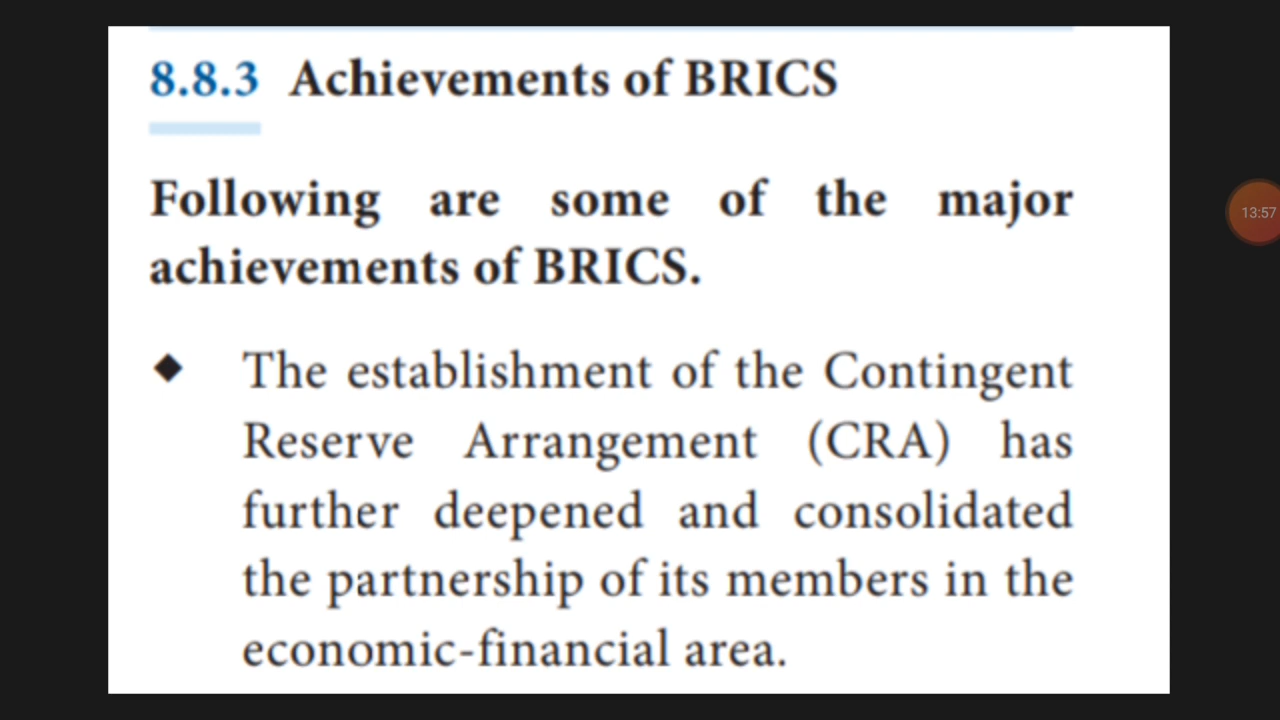 8.8.3 Achievements of BRICS
Following are some of the major
achievements of BRICS.
◆ The establishment of the Contingent
Reserve Arrangement (CRA) has
further deepened and consolidated
the partnership of its members in the
economic-financial area.
13:57